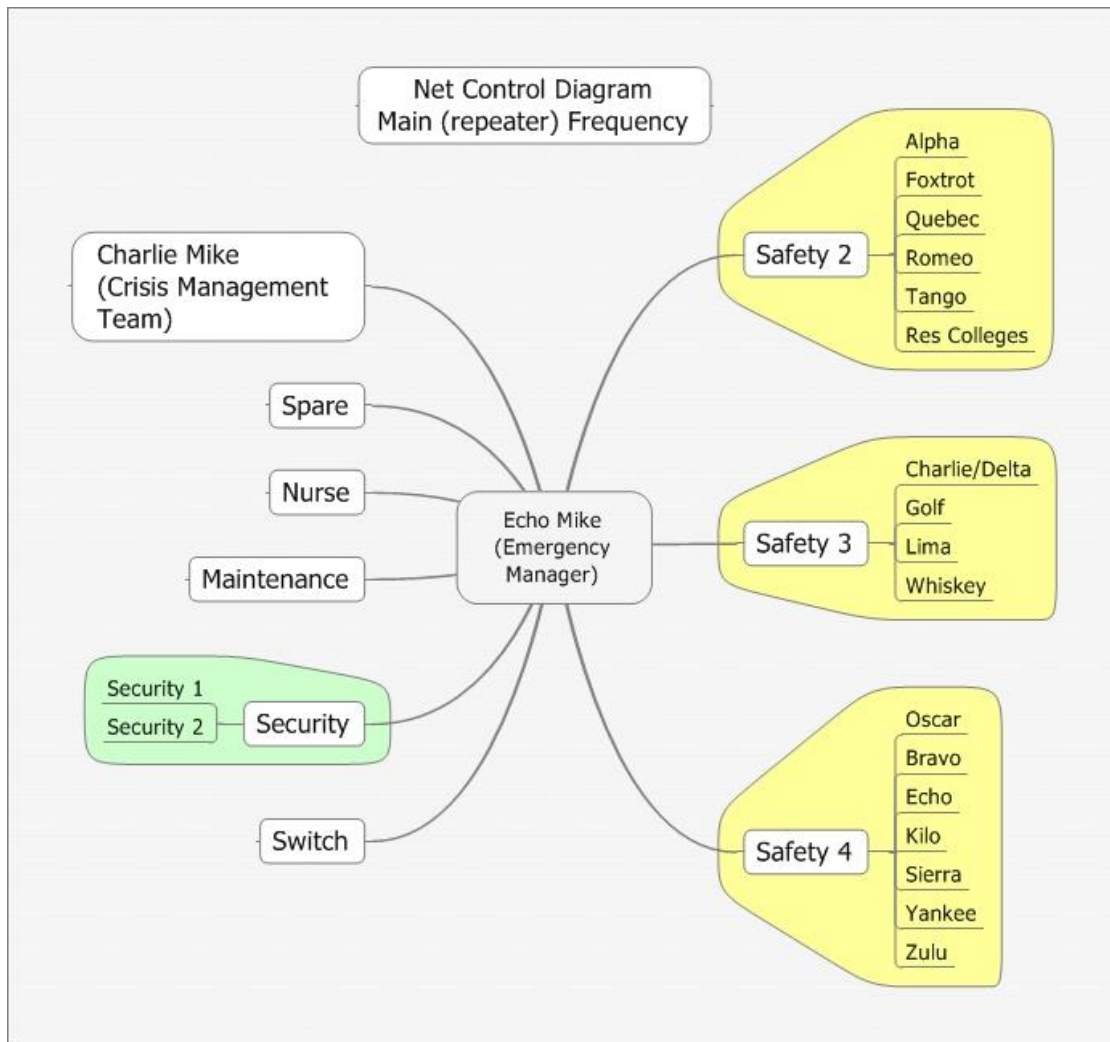 Net Control Diagram
Main (repeater) Frequency
Charlie Mike
(Crisis Management
Team)
Spare
Nurse
Maintenance
Security 1
Security 2
Security
Switch
Echo Mike
(Emergency
Manager)
Safety 2
Alpha
Foxtrot
Quebec
Romeo
Tango
Res Colleges
Safety 3
Charlie/Delta
Golf
Lima
Whiskey
Safety 4
Oscar
Bravo
Echo
Kilo
Sierra
Yankee
Zulu